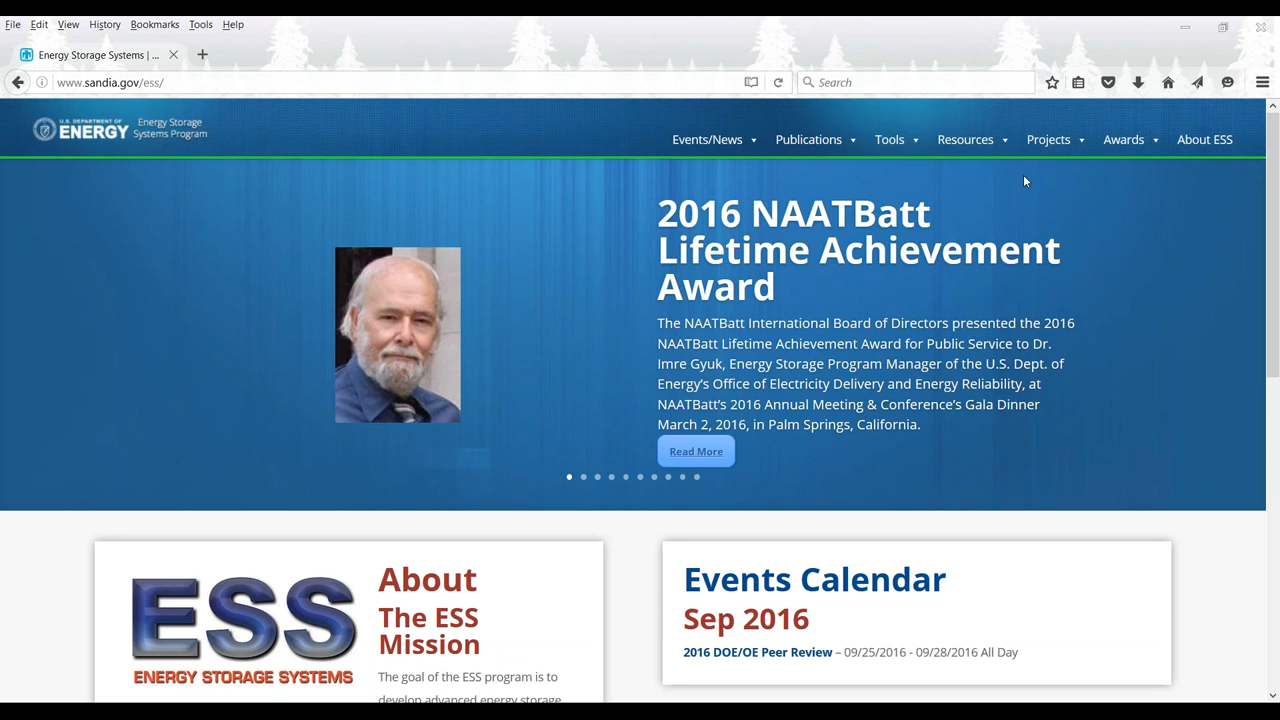 File Edit View History Bookmarks Tools Help
Energy Storage Systems | ...
www.sandia.gov/ess/
Search
U.S. DEPARTMENT OF
ENERGY
Energy Storage
Systems Program
Events/News Publications Tools Resources Projects Awards About ESS
2016 NAATBatt
Lifetime Achievement
Award
The NAATBatt International Board of Directors presented the 2016
NAATBatt Lifetime Achievement Award for Public Service to Dr.
Imre Gyuk, Energy Storage Program Manager of the U.S. Dept. of
Energy's Office of Electricity Delivery and Energy Reliability, at
NAATBatt's 2016 Annual Meeting & Conference's Gala Dinner
March 2, 2016, in Palm Springs, California.
Read More
ESS
ENERGY STORAGE SYSTEMS
About
The ESS
Mission
The goal of the ESS program is to
develop advanced energy storage
Events Calendar
Sep 2016
2016 DOE/OE Peer Review – 09/25/2016 - 09/28/2016 All Day